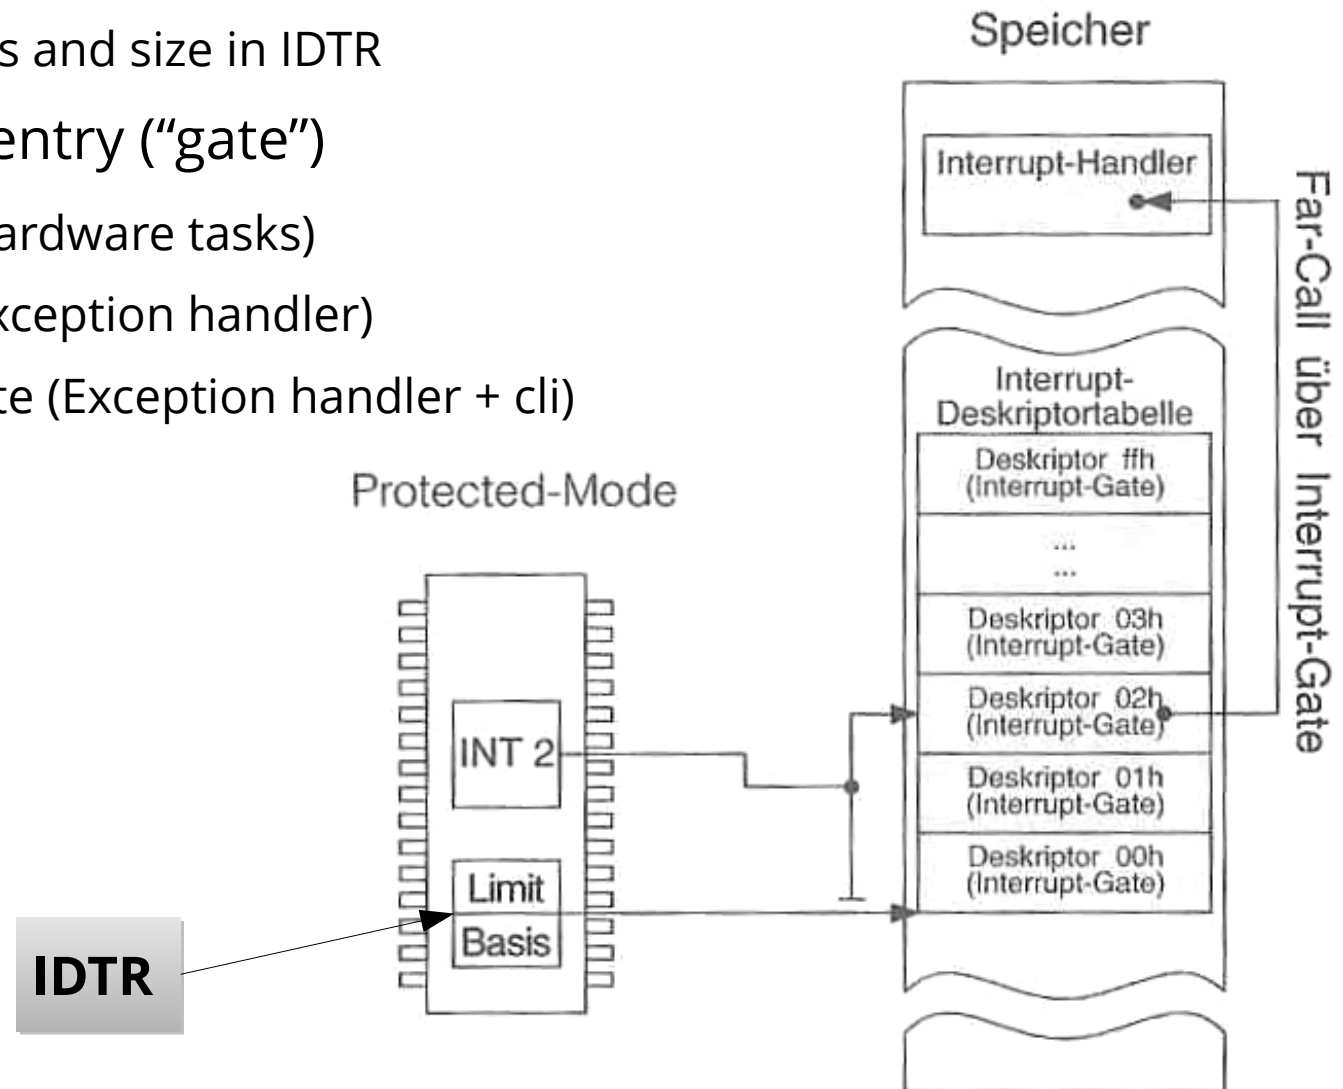 s and size in IDTR
entry (“gate”)
ardware tasks)
xception handler)
te (Exception handler + cli)
Speicher
Interrupt-Handler
Far-Call über Interrupt-Gate
Interrupt-
Deskriptortabelle
Deskriptor ffh
(Interrupt-Gate)
...
...
Deskriptor 03h
(Interrupt-Gate)
Deskriptor 02h
(Interrupt-Gate)
Deskriptor 01h
(Interrupt-Gate)
Deskriptor 00h
(Interrupt-Gate)
Protected-Mode
INT 2
Limit
Basis
IDTR